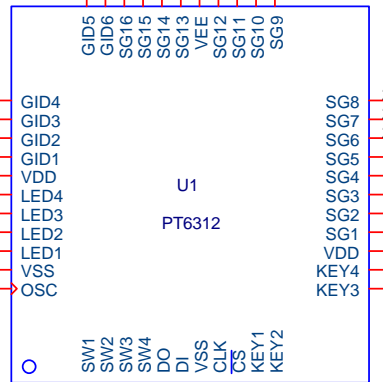 GID5
GID6
SG16
SG15
SG14
SG13
VEE
SG12
SG11
SG10
SG9
GID4
GID3
GID2
GID1
VDD
LED4
LED3
LED2
LED1
VSS
OSC
U1
PT6312
SG8
SG7
SG6
SG5
SG4
SG3
SG2
SG1
VDD
KEY4
KEY3
SW1
SW2
SW3
SW4
DO
DI
VSS
CLK
CS
KEY1
KEY2